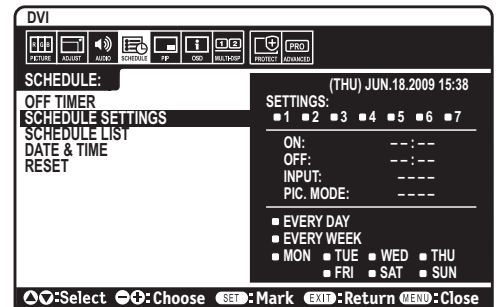 DVI
RGB
PICTURE ADJUST AUDIO SCHEDULE PIP OSD MULTI-DSP PROTECT ADVANCED
1 2
PRO
SCHEDULE:
OFF TIMER
SCHEDULE SETTINGS
SCHEDULE LIST
DATE & TIME
RESET
(THU) JUN.18.2009 15:38
SETTINGS:
1 2 3 4 5 6 7
ON: --:--
OFF: --:--
INPUT: ----
PIC. MODE: ----
EVERY DAY
EVERY WEEK
MON TUE WED THU
FRI SAT SUN
Select Choose SET:Mark EXIT:Return MENU:Close